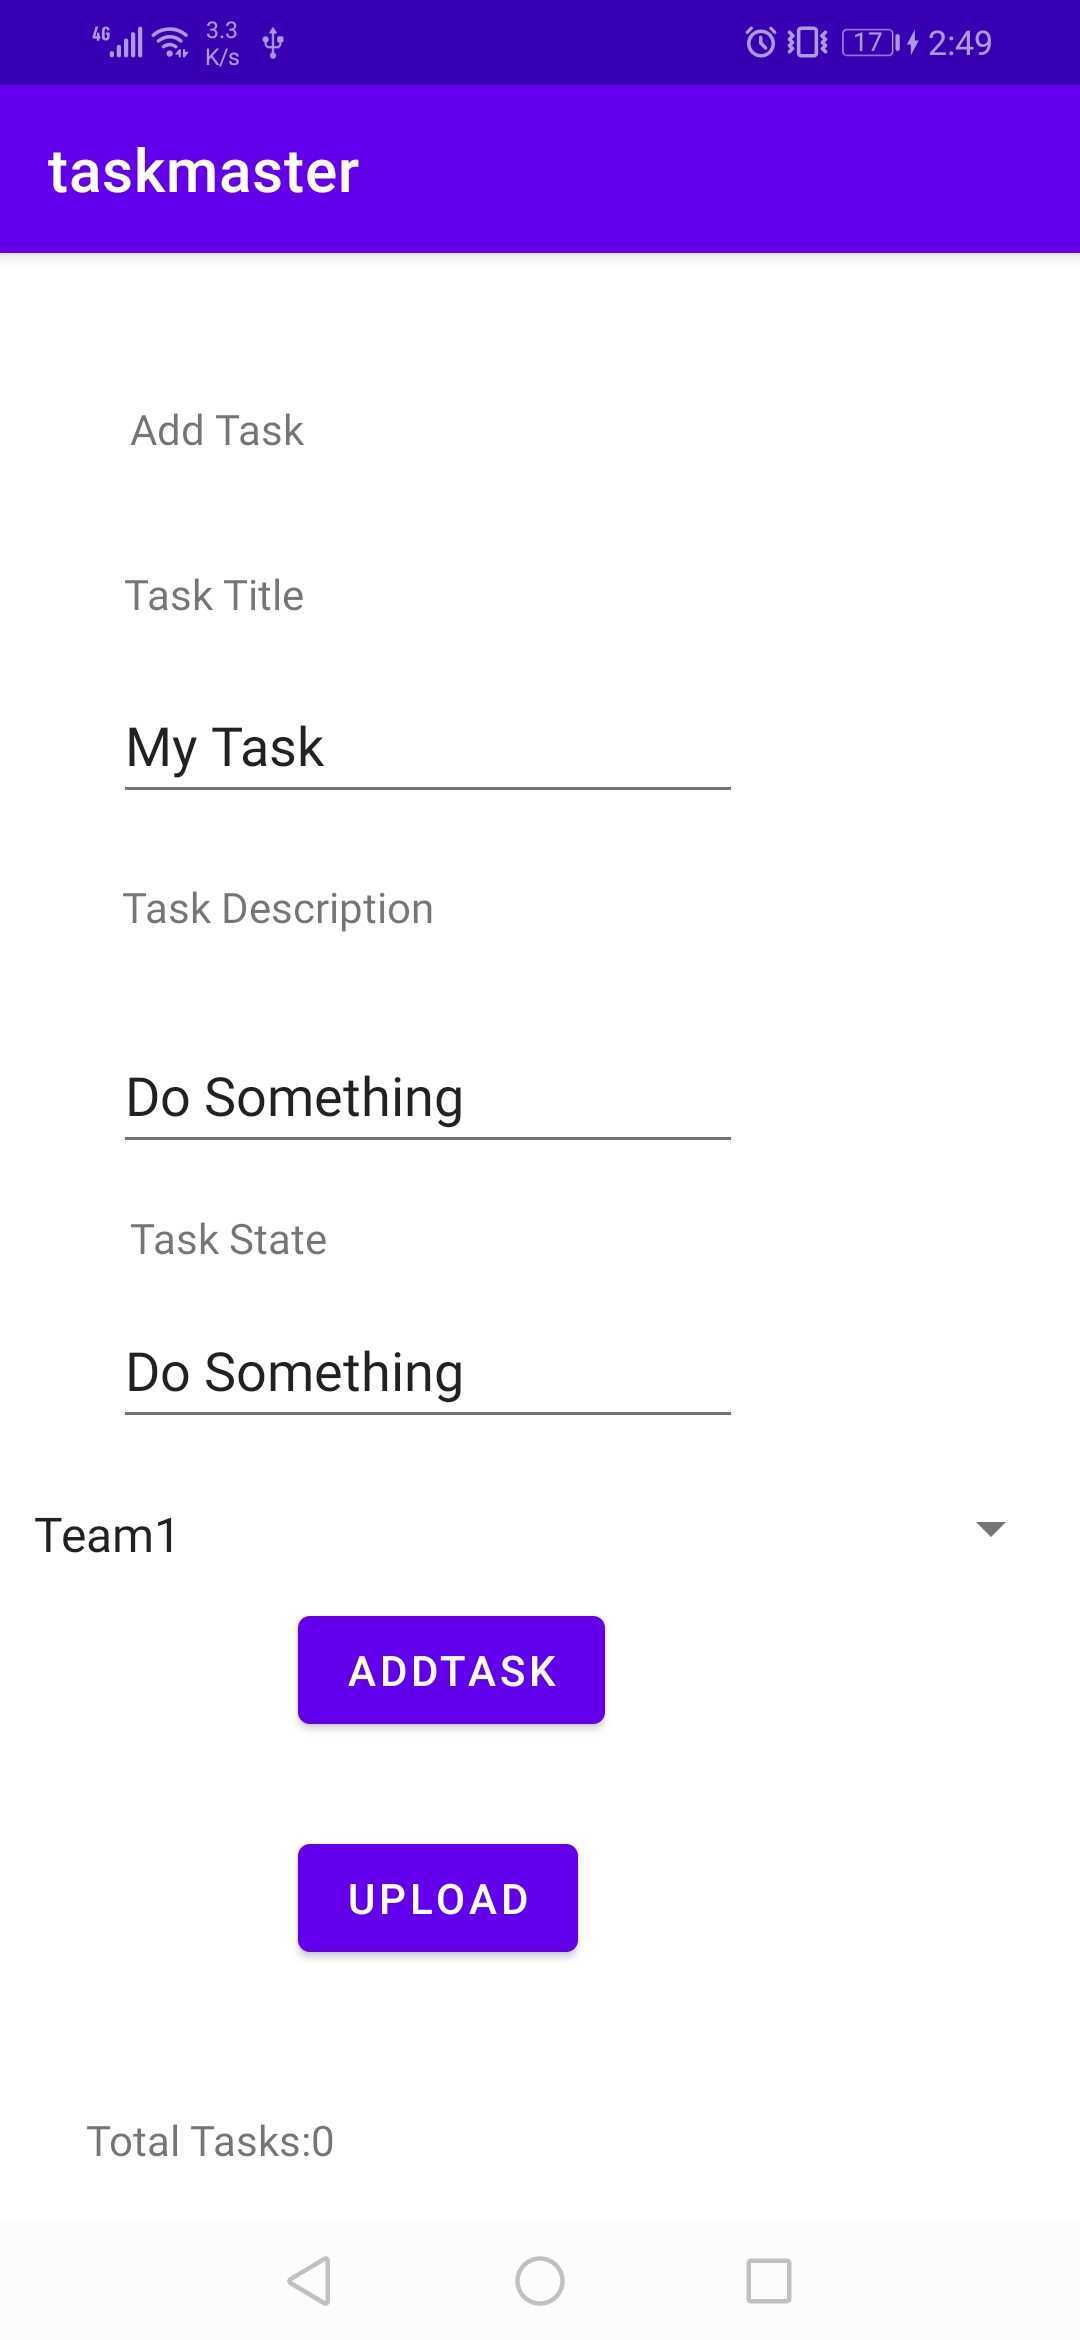 4G 3.3 K/s 17 2:49
taskmaster
Add Task
Task Title
My Task
Task Description
Do Something
Task State
Do Something
Team1
ADDTASK
UPLOAD
Total Tasks:0